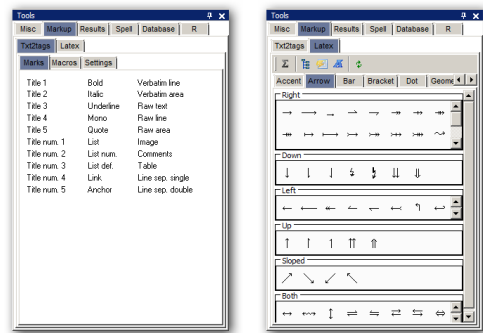 Tools
Misc Markup Results Spell Database R
Txt2tags Latex
Marks Macros Settings
Title 1 Bold Verbatim line
Title 2 Italic Verbatim area
Title 3 Underline Raw text
Title 4 Mono Raw line
Title 5 Quote Raw area
Title num. 1 List Image
Title num. 2 List num. Comments
Title num. 3 List def. Table
Title num. 4 Link Line sep. single
Title num. 5 Anchor Line sep. double
Tools
Misc Markup Results Spell Database R
Txt2tags Latex
Σ
Accent Arrow Bar Bracket Dot Geome
Right
Down
Left
Up
Sloped
Both